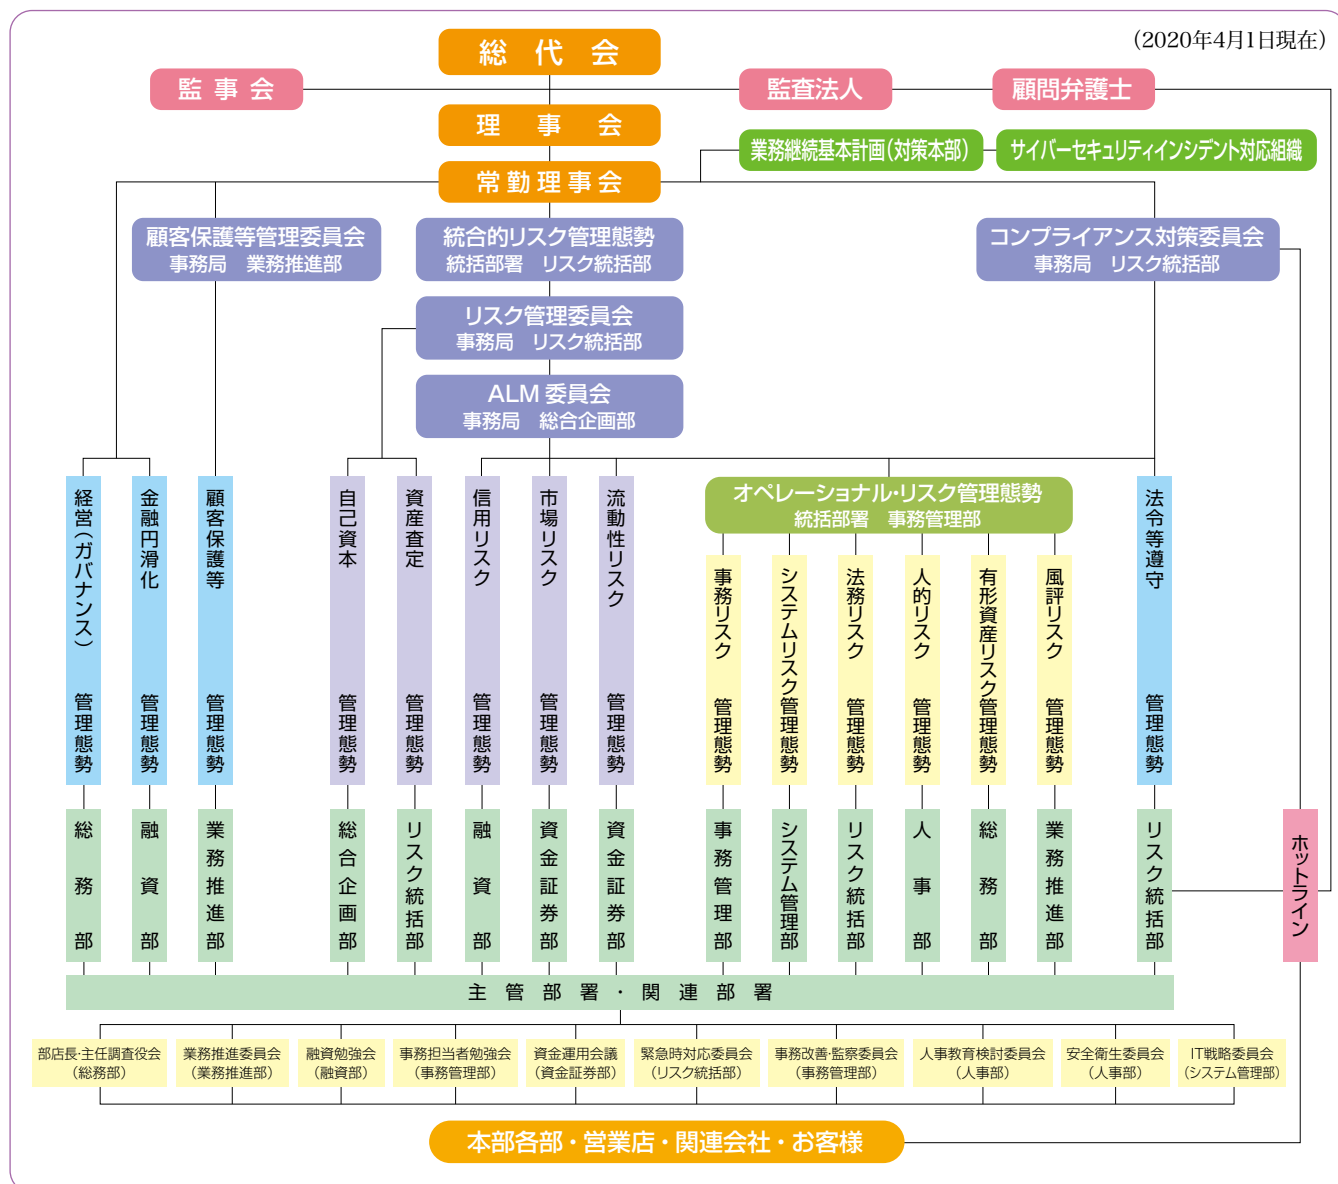 (2020年4月1日現在)
総代会
監事会
監査法人
顧問弁護士
理事会
業務継続基本計画(対策本部)
サイバーセキュリティインシデント対応組織
常勤理事会
顧客保護等管理委員会
事務局　業務推進部
統合的リスク管理態勢
統括部署　リスク統括部
コンプライアンス対策委員会
事務局　リスク統括部
リスク管理委員会
事務局　リスク統括部
ALM 委員会
事務局　総合企画部
経営(ガバナンス)管理態勢
金融円滑化管理態勢
顧客保護等管理態勢
自己資本管理態勢
資産査定管理態勢
信用リスク管理態勢
市場リスク管理態勢
流動性リスク管理態勢
オペレーショナル・リスク管理態勢
統括部署　事務管理部
事務リスク管理態勢
システムリスク管理態勢
法務リスク管理態勢
人的リスク管理態勢
有形資産リスク管理態勢
風評リスク管理態勢
法令等遵守管理態勢
総務部
融資部
業務推進部
総合企画部
リスク統括部
融資部
資金証券部
資金証券部
事務管理部
システム管理部
リスク統括部
人事部
総務部
業務推進部
リスク統括部
ホットライン
主管部署・関連部署
部店長・主任調査役会
(総務部)
業務推進委員会
(業務推進部)
融資勉強会
(融資部)
事務担当者勉強会
(事務管理部)
資金運用会議
(資金証券部)
緊急時対応委員会
(リスク統括部)
事務改善・監察委員会
(事務管理部)
人事教育検討委員会
(人事部)
安全衛生委員会
(人事部)
IT戦略委員会
(システム管理部)
本部各部・営業店・関連会社・お客様